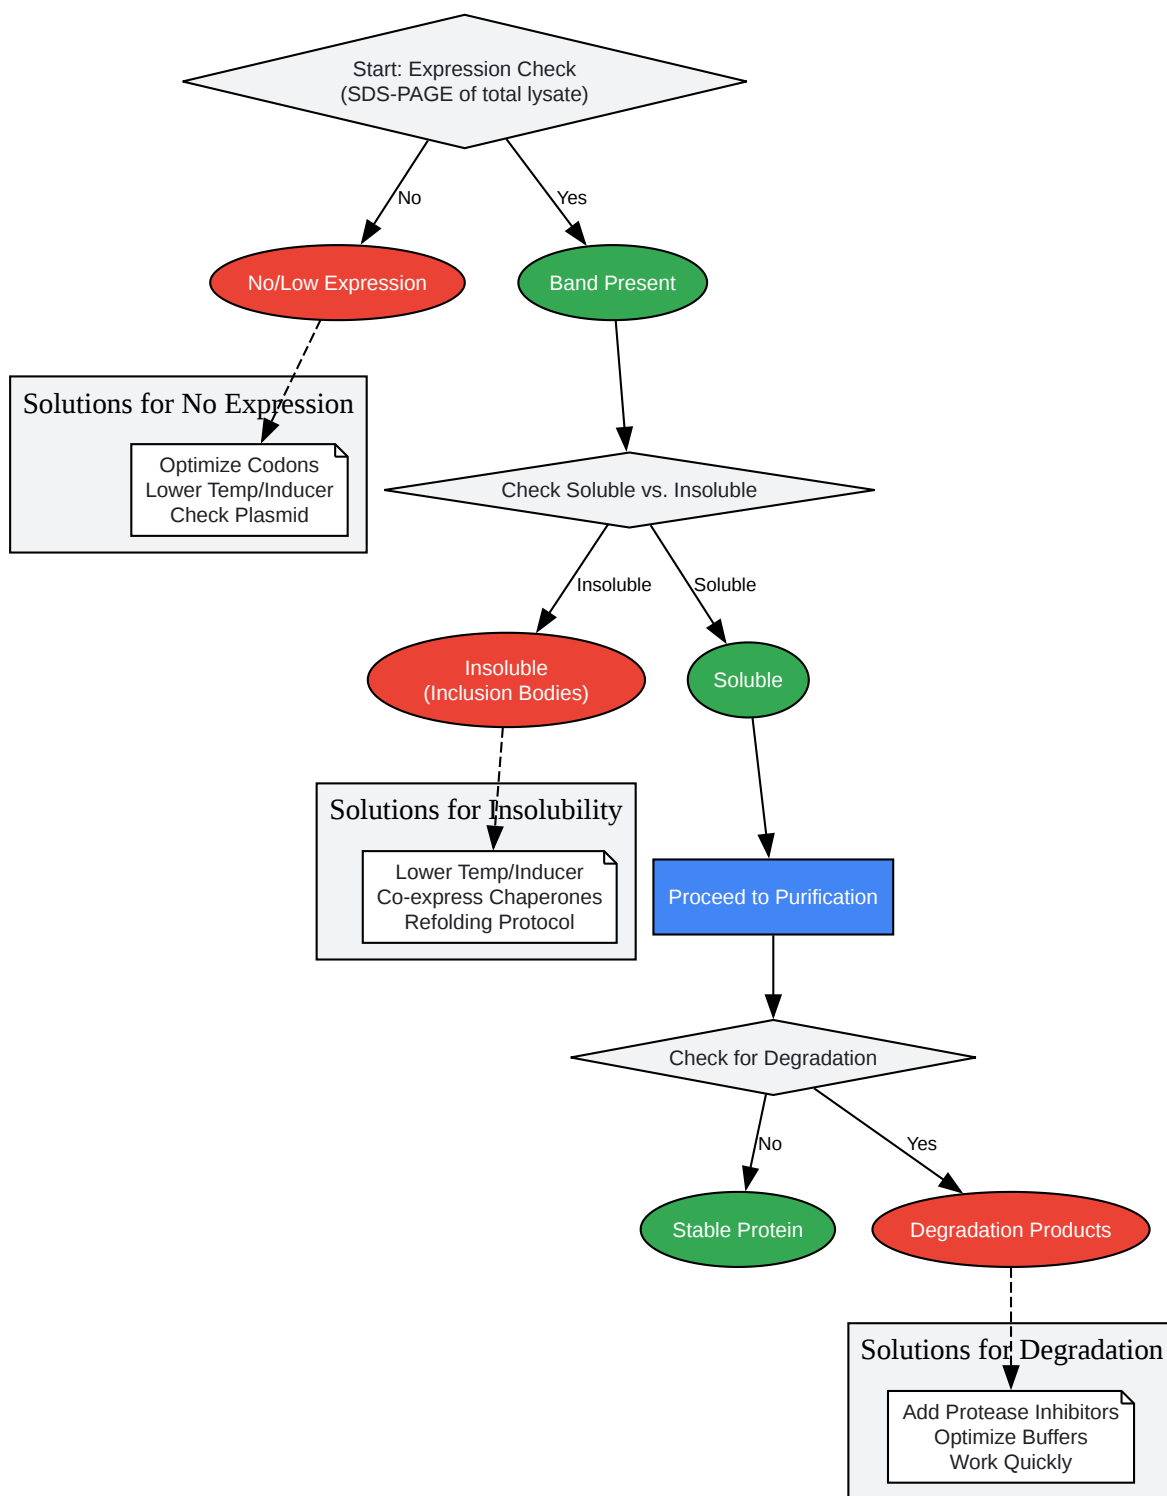 Start: Expression Check
(SDS-PAGE of total lysate)
No
Yes
No/Low Expression
Band Present
Solutions for No Expression
Optimize Codons
Lower Temp/Inducer
Check Plasmid
Check Soluble vs. Insoluble
Insoluble
Soluble
Insoluble
(Inclusion Bodies)
Soluble
Solutions for Insolubility
Lower Temp/Inducer
Co-express Chaperones
Refolding Protocol
Proceed to Purification
Check for Degradation
No
Yes
Stable Protein
Degradation Products
Solutions for Degradation
Add Protease Inhibitors
Optimize Buffers
Work Quickly